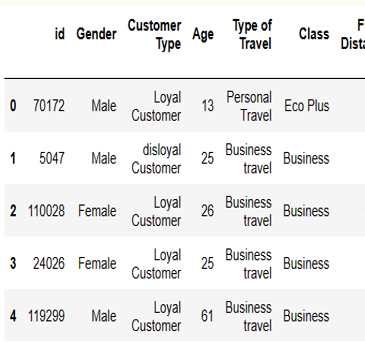 id Gender Customer Type Age Type of Travel Class F Dista
0 70172 Male Loyal Customer 13 Personal Travel Eco Plus
1 5047 Male disloyal Customer 25 Business travel Business
2 110028 Female Loyal Customer 26 Business travel Business
3 24026 Female Loyal Customer 25 Business travel Business
4 119299 Male Loyal Customer 61 Business travel Business